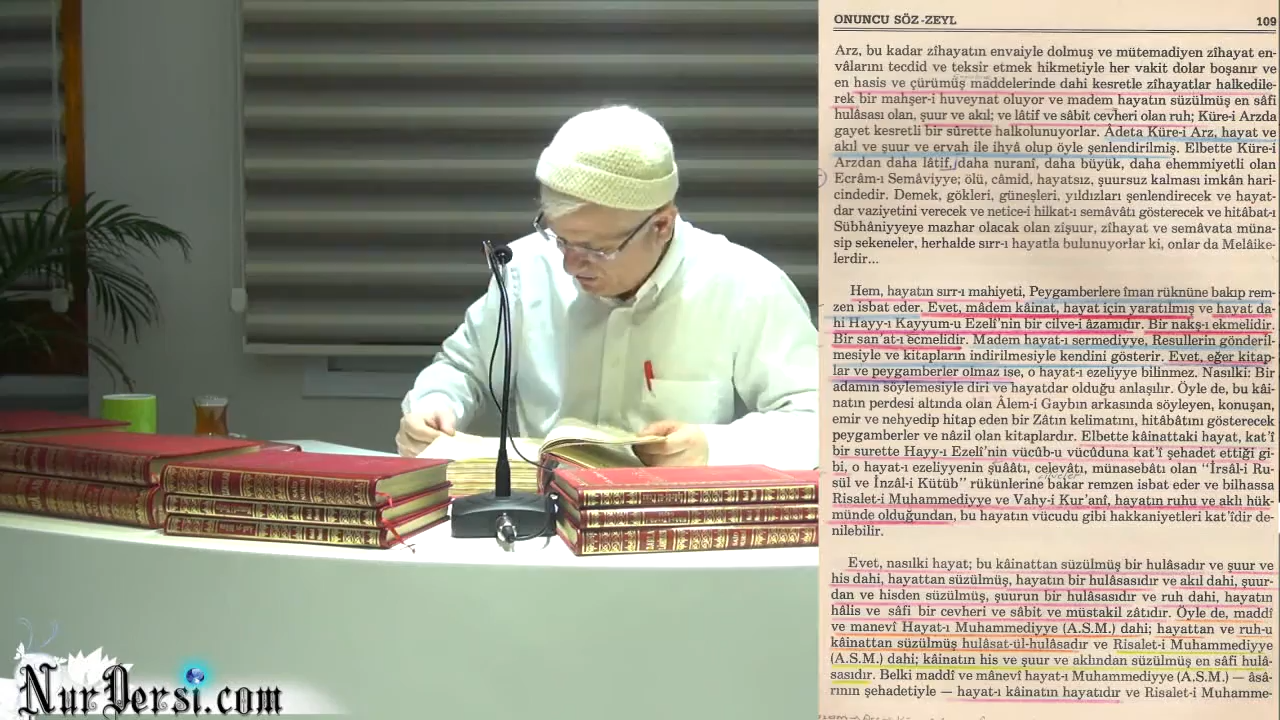 ONUNCU SÖZ-ZEYL 109
Arz, bu kadar zîhayatın envaiyle dolmuş ve mütemadiyen zîhayat en-
vâlarını tecdid ve teksir etmek hikmetiyle her vakit dolar boşanır ve
en hasis ve çürümüş maddelerinde dahi kesretle zîhayatlar halkedile-
rek bir mahşer-i huveynat oluyor ve madem hayatın süzülmüş en sâfi
hulâsası olan, şuur ve akıl; ve lâtif ve sâbit cevheri olan ruh; Küre-i Arzda
gayet kesretli bir sûrette halkolunuyorlar. Âdeta Küre-i Arz, hayat ve
akıl ve şuur ve ervah ile ihyâ olup öyle şenlendirilmiş. Elbette Küre-i
Arzdan daha lâtif, daha nuranî, daha büyük, daha ehemmiyetli olan
Ecrâm-ı Semâviyye; ölü, câmid, hayatsız, şuursuz kalması imkân hari-
cindedir. Demek, gökleri, güneşleri, yıldızları şenlendirecek ve hayat-
dar vaziyetini verecek ve netice-i hilkat-ı semâvâtı gösterecek ve hitâbat-ı
Sübhâniyyeye mazhar olacak olan zîşuur, zîhayat ve semâvata müna-
sip sekeneler, herhalde sırr-ı hayatla bulunuyorlar ki, onlar da Melâike-
lerdir...
Hem, hayatın sırr-ı mahiyeti, Peygamberlere îman rüknüne bakıp rem-
zen isbat eder. Evet, mâdem kâinat, hayat için yaratılmış ve hayat da-
hi Hayy-ı Kayyum-u Ezelî'nin bir cilve-i âzamıdır. Bir nakş-ı ekmelidir.
Bir san'at-ı ecmelidir. Madem hayat-ı sermediyye, Resullerin gönderil-
mesiyle ve kitapların indirilmesiyle kendini gösterir. Evet, eğer kitap-
lar ve peygamberler olmaz ise, o hayat-ı ezeliyye bilinmez. Nasılki: Bir
adamın söylemesiyle diri ve hayatdar olduğu anlaşılır. Öyle de, bu kâi-
natın perdesi altında olan Âlem-i Gaybın arkasında söyleyen, konuşan,
emir ve nehyedip hitap eden bir Zâtın kelimatını, hitâbâtını gösterecek
peygamberler ve nâzil olan kitaplardır. Elbette kâinattaki hayat, kat'î
bir surette Hayy-ı Ezelî'nin vücûb-u vücûduna kat'î şehadet ettiği gi-
bi, o hayat-ı ezeliyyenin şuââtı, celevâtı, münasebâtı olan "İrsâl-i Ru-
sül ve İnzâl-i Kütüb" rükünlerine bakar remzen isbat eder ve bilhassa
Risalet-i Muhammediyye ve Vahy-i Kur'anî, hayatın ruhu ve aklı hük-
münde olduğundan, bu hayatın vücudu gibi hakkaniyetleri kat'îdir de-
nilebilir.
Evet, nasılki hayat; bu kâinattan süzülmüş bir hulâsadır ve şuur ve
his dahi, hayattan süzülmüş, hayatın bir hulâsasıdır ve akıl dahi, şuur-
dan ve hisden süzülmüş, şuurun bir hulâsasıdır ve ruh dahi, hayatın
hâlis ve sâfi bir cevheri ve sâbit ve müstakil zâtıdır. Öyle de, maddî
ve manevî Hayat-ı Muhammediyye (A.S.M.) dahi; hayattan ve ruh-u
kâinattan süzülmüş hulâsat-ül-hulâsadır ve Risalet-i Muhammediyye
(A.S.M.) dahi; kâinatın his ve şuur ve aklından süzülmüş en sâfi hulâ-
sasıdır. Belki maddî ve mânevî hayat-ı Muhammediyye (A.S.M.) — âsâ-
rının şehadetiyle — hayat-ı kâinatın hayatıdır ve Risalet-i Muhamme-
NurDersi.com